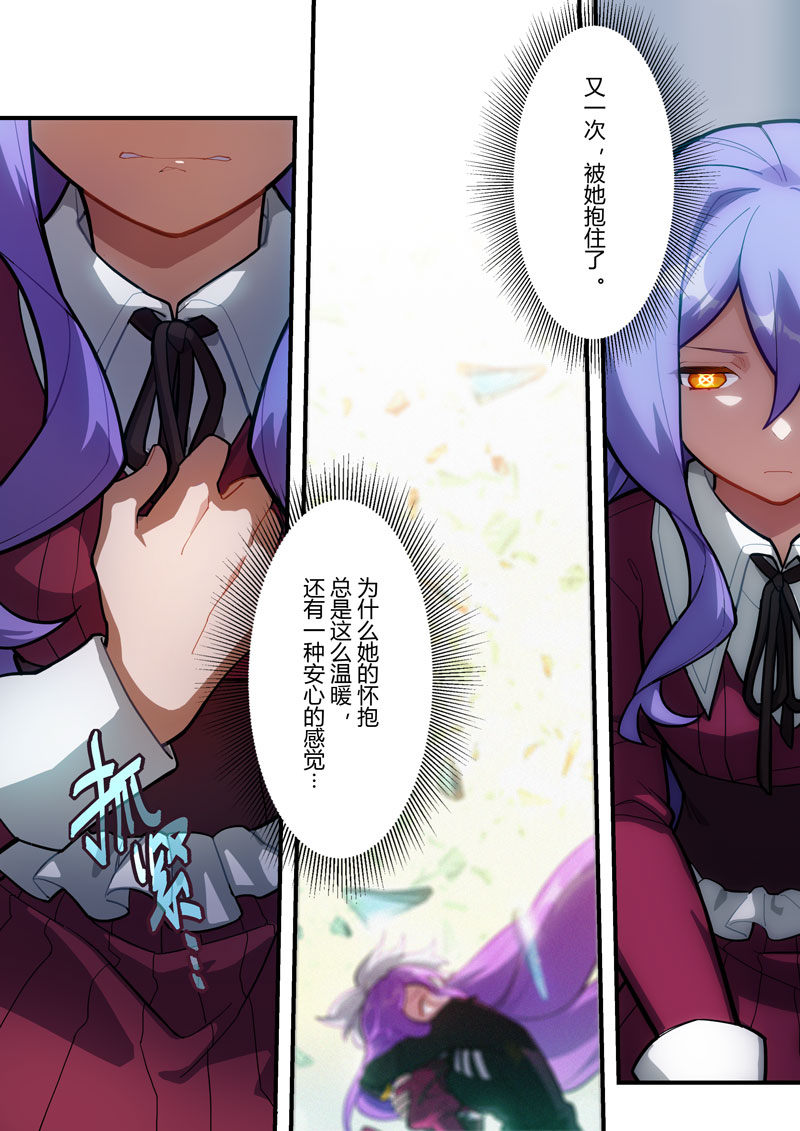 又一次，被她抱住了。
为什么她的怀抱
总是这么温暖，
还有一种安心的感觉…
抓紧……